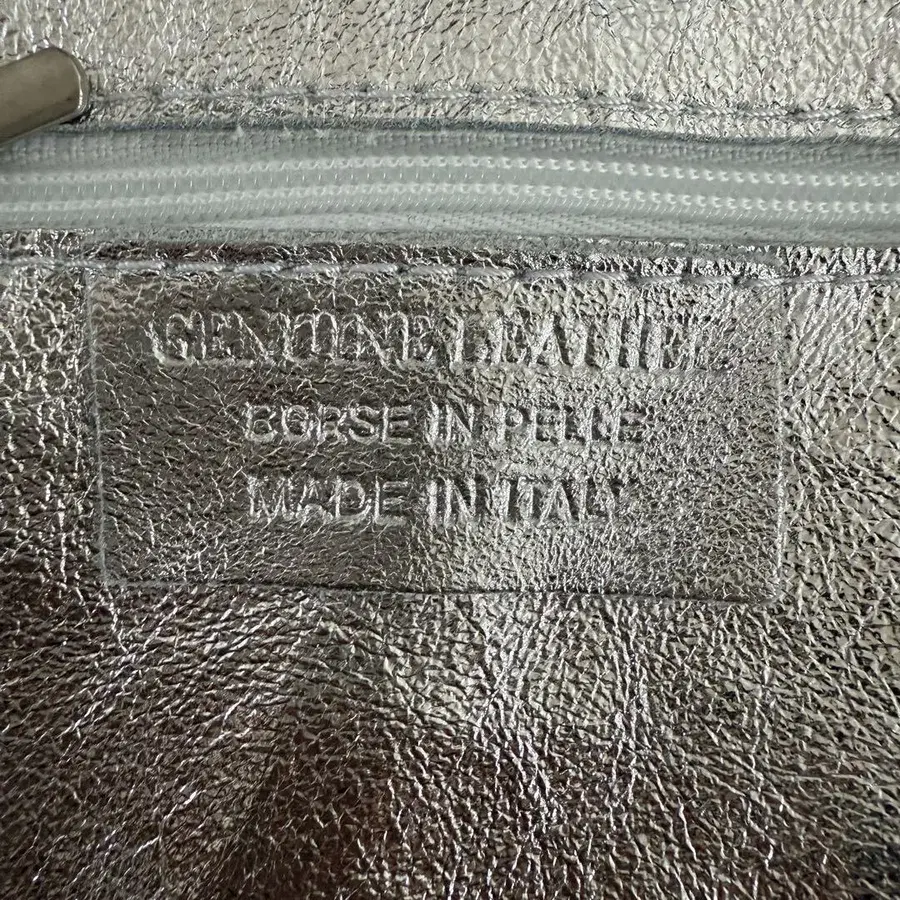 GENUINE LEATHER
BORSE IN PELLE
MADE IN ITALY